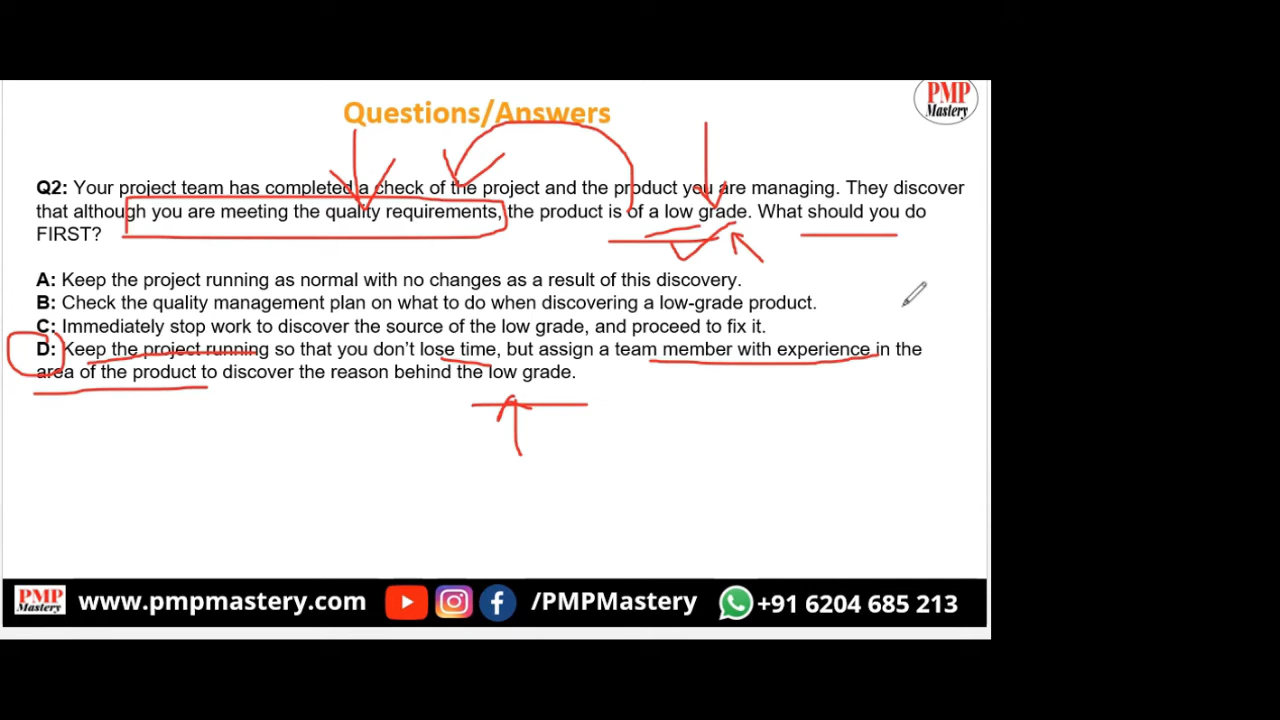 PMP
Mastery
Questions/Answers
Q2: Your project team has completed a check of the project and the product you are managing. They discover
that although you are meeting the quality requirements, the product is of a low grade. What should you do
FIRST?
A: Keep the project running as normal with no changes as a result of this discovery.
B: Check the quality management plan on what to do when discovering a low-grade product.
C: Immediately stop work to discover the source of the low grade, and proceed to fix it.
D: Keep the project running so that you don’t lose time, but assign a team member with experience in the
area of the product to discover the reason behind the low grade.
PMP
Mastery
www.pmpmastery.com /PMPMastery +91 6204 685 213